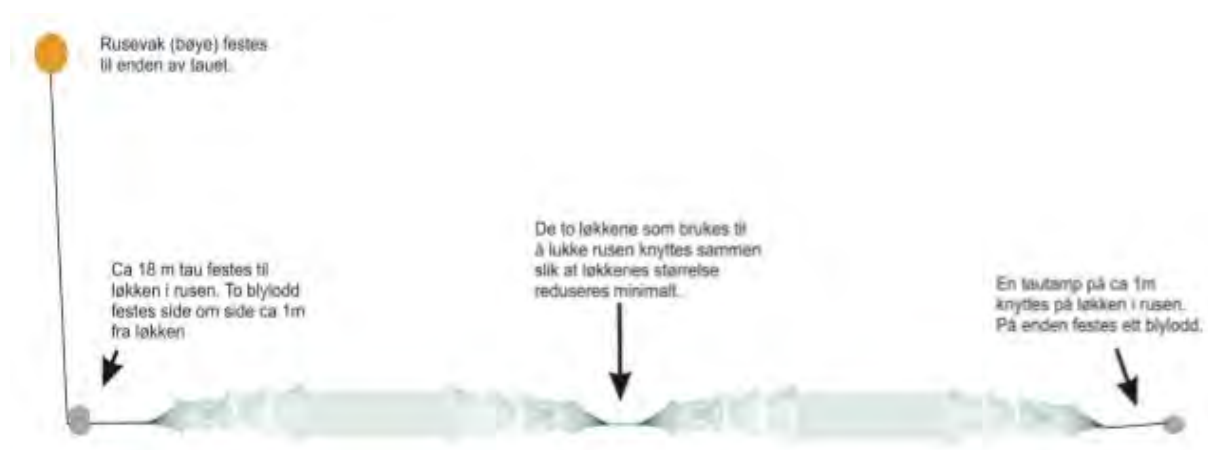 Rusevak (bøye) festes
til enden av tauet.
Ca 18 m tau festes til
løkken i rusen. To blylodd
festes side om side ca 1m
fra løkken
De to løkkene som brukes til
å lukke rusen knyttes sammen
slik at løkkenes størrelse
reduseres minimalt.
En tautamp på ca 1m
knyttes på løkken i rusen.
På enden festes ett blylodd.